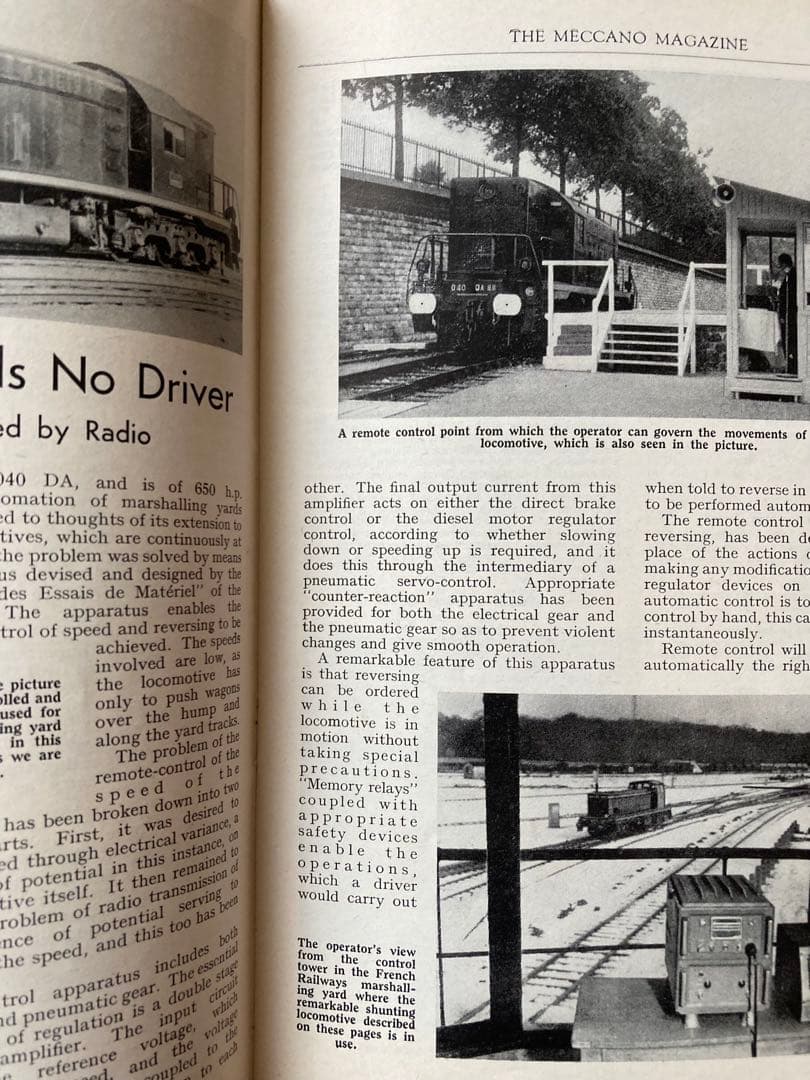 ls No Driver
ed by Radio
040 DA, and is of 650 h.p.
omation of marshalling yards
ed to thoughts of its extension to
tives, which are continuously at
the problem was solved by means
us devised and designed by the
des Essais de Matériel" of the
The apparatus enables the
trol of speed and reversing to be
achieved. The speeds
involved are low, as
the locomotive has
only to push wagons
over the hump and
along the yard tracks.
The problem of the
remote-control of the
speed of the
e picture
olled and
used for
ing yard
in this
s we are
has been broken down into two
arts. First, it was desired to
ed through electrical variance, a
of potential in this instance, on
tive itself. It then remained to
roblem of radio transmission of
ence of potential serving to
the speed, and this too has been
trol apparatus includes both
nd pneumatic gear. The essential
of regulation is a double stage
amplifier. The input circuit
reference voltage, which
eed, and the voltage
coupled to the
to each
THE MECCANO MAGAZINE
040 DA
A remote control point from which the operator can govern the movements of
locomotive, which is also seen in the picture.
other. The final output current from this
amplifier acts on either the direct brake
control or the diesel motor regulator
control, according to whether slowing
down or speeding up is required, and it
does this through the intermediary of a
pneumatic servo-control. Appropriate
"counter-reaction" apparatus has been
provided for both the electrical gear and
the pneumatic gear so as to prevent violent
changes and give smooth operation.
A remarkable feature of this apparatus
is that reversing
can be ordered
while the
locomotive is in
motion without
taking special
precautions.
"Memory relays"
coupled with
appropriate
safety devices
enable the
operations,
which a driver
would carry out
The operator's view
from the control
tower in the French
Railways marshall-
ing yard where the
remarkable shunting
locomotive described
on these pages is in
use.
when told to reverse in
to be performed autom
The remote control
reversing, has been de
place of the actions o
making any modificatio
regulator devices on
automatic control is to
control by hand, this ca
instantaneously.
Remote control will
automatically the righ